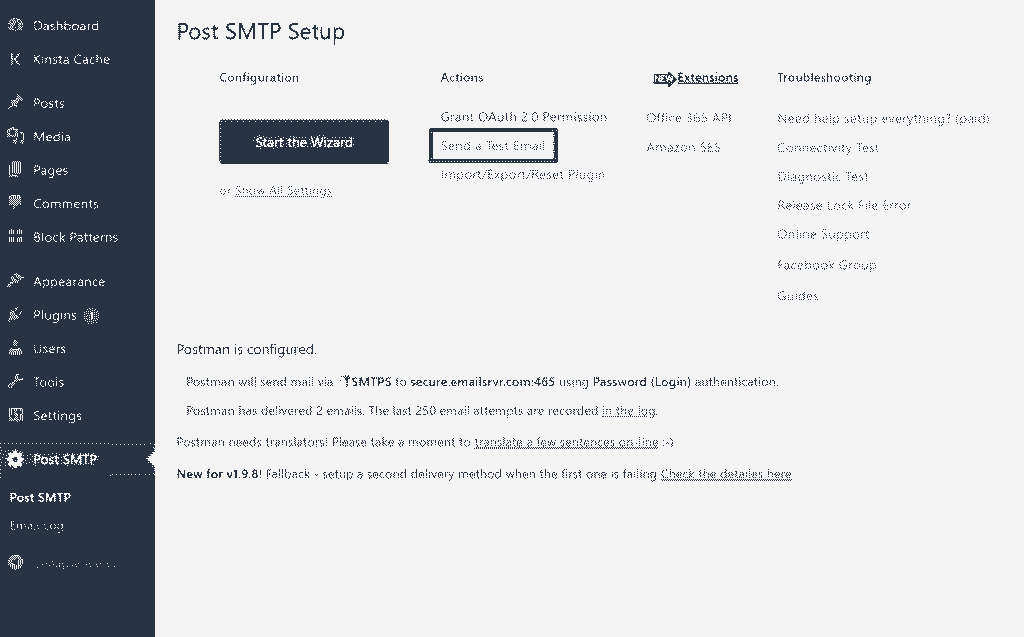 Dashboard
Kinsta Cache
Posts
Media
Pages
Comments
Block Patterns
Appearance
Plugins 1
Users
Tools
Settings
Post SMTP
Post SMTP
Email Log
Post SMTP Setup
Configuration
Start the Wizard
or Show All Settings
Actions
Grant OAuth 2.0 Permission
Send a Test Email
Import/Export/Reset Plugin
Extensions
Office 365 API
Amazon SES
Troubleshooting
Need help setup everything? (paid)
Connectivity Test
Diagnostic Test
Release Lock File Error
Online Support
Facebook Group
Guides
Postman is configured.
Postman will send mail via SMTPS to secure.emailsrvr.com:465 using Password (Login) authentication.
Postman has delivered 2 emails. The last 250 email attempts are recorded in the log.
Postman needs translators! Please take a moment to translate a few sentences on-line :-)
New for v1.9.8! Fallback - setup a second delivery method when the first one is failing Check the detailes here